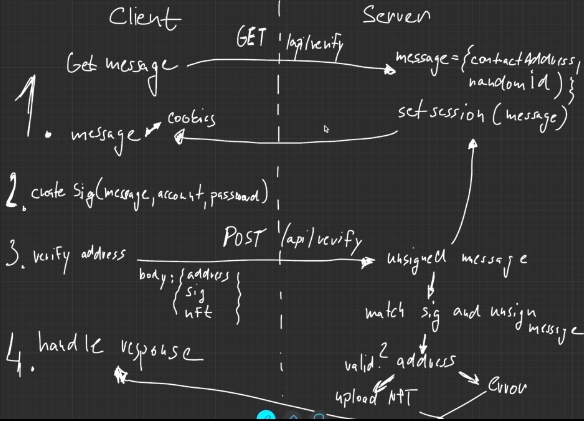 Client Server
GET /api/verify
Get message
message = {contactAddress,
random id }
1.
set session (message)
message cookies
2. create Sig(message, account, password)
POST /api/verify
3. verify address
unsigned message
body: { address
sig
nft }
match sig and unsign message
4. handle response
valid? address
upload NFT
error